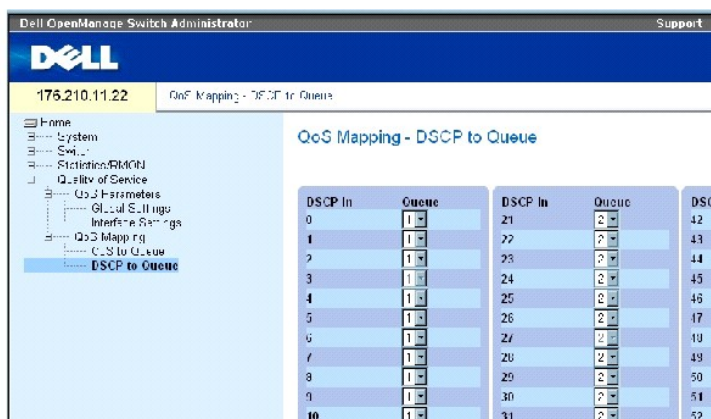 Dell OpenManage Switch Administrator Support
DELL
176.210.11.22 QoS Mapping - DSCP to Queue
Home
System
Switch
Statistics/RMON
Quality of Service
QoS Parameters
Global Settings
Interface Settings
QoS Mapping
CoS to Queue
DSCP to Queue
QoS Mapping - DSCP to Queue
DSCP In Queue DSCP In Queue DSC
0 1 21 2 42
1 1 22 2 43
2 1 23 2 44
3 1 24 2 45
4 1 25 2 46
5 1 26 2 47
6 1 27 2 48
7 1 28 2 49
8 1 29 2 50
9 1 30 2 51
10 1 31 2 52